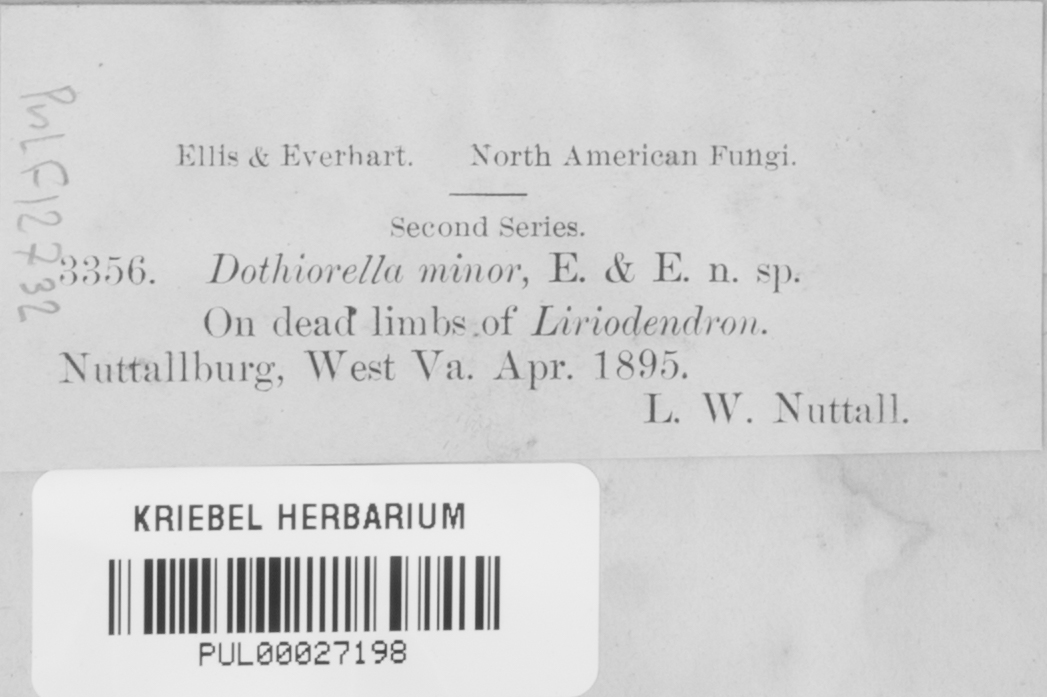 PUL F12732
Ellis & Everhart. North American Fungi.
Second Series.
3356. Dothiorella minor, E. & E. n. sp.
On dead limbs of Liriodendron.
Nuttallburg, West Va. Apr. 1895.
L. W. Nuttall.
KRIEBEL HERBARIUM
PUL00027198